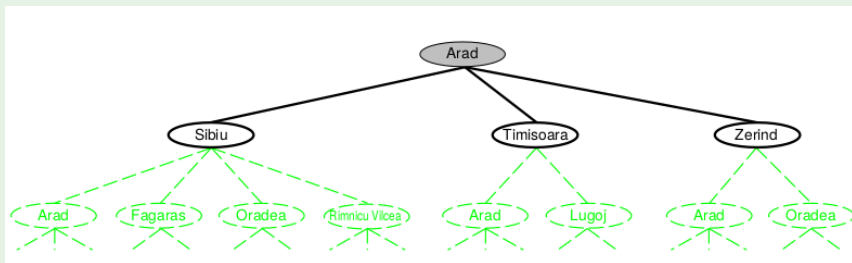 Arad
Sibiu Timisoara Zerind
Arad Fagaras Oradea Rimnicu Vilcea Arad Lugoj Arad Oradea